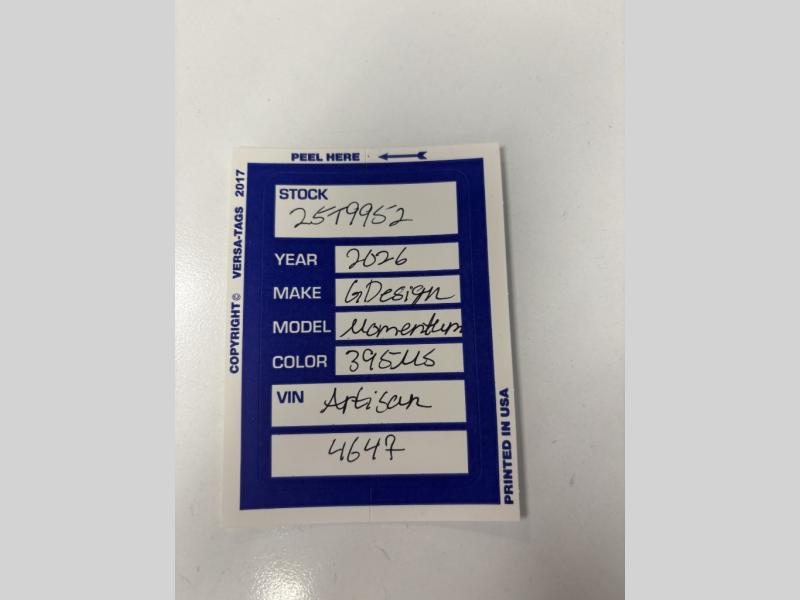 PEEL HERE
COPYRIGHT© VERSA-TAGS 2017
STOCK
25T9952
YEAR 2026
MAKE GDesign
MODEL Momentum
COLOR 395MS
VIN Artisan
4647
PRINTED IN USA